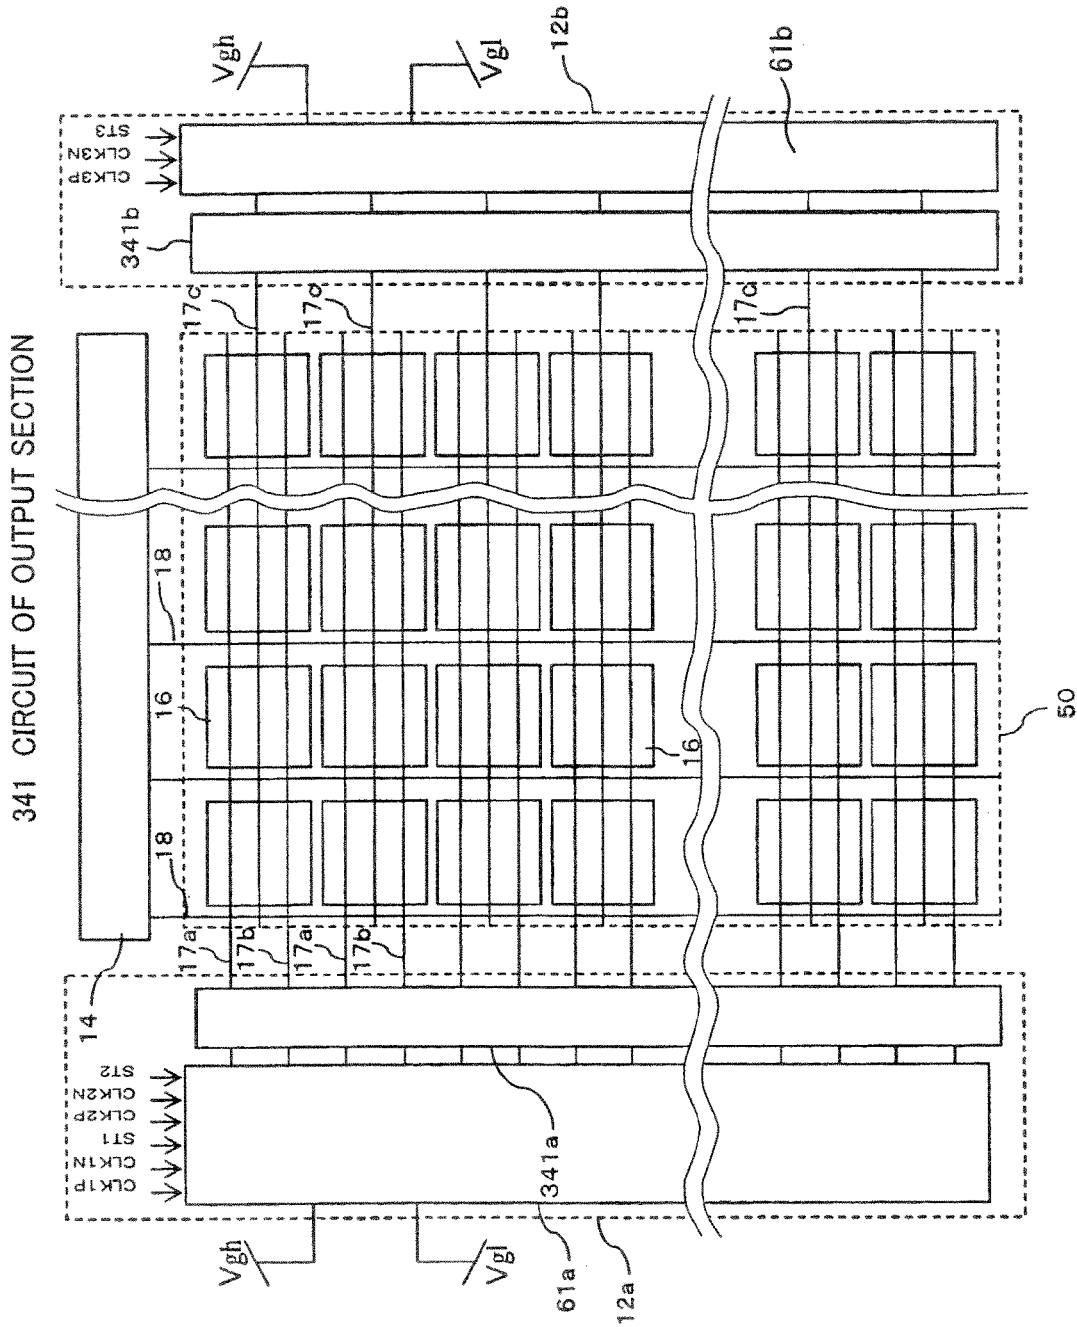 341 CIRCUIT OF OUTPUT SECTION
14
CLK1P
CLK1N
ST1
CLK2P
CLK2N
ST2
18
16
18
341b
CLK3P
CLK3N
ST3
17a
17c
Vgh
Vgh
17b
17a
17c
17b
Vgl
Vgl
341a
61a
12b
12a
16
17c
61b
50